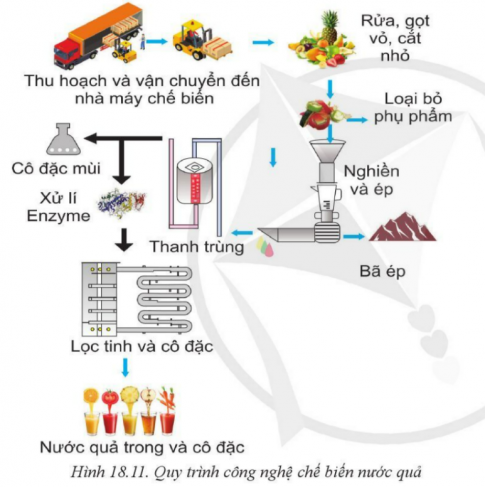 Rửa, gọt
vỏ, cắt
nhỏ
Thu hoạch và vận chuyển đến
nhà máy chế biến
Loại bỏ
phụ phẩm
Cô đặc mùi
Nghiền
và ép
Xử lí
Enzyme
Thanh trùng
Bã ép
Lọc tinh và cô đặc
Nước quả trong và cô đặc
Hình 18.11. Quy trình công nghệ chế biến nước quả